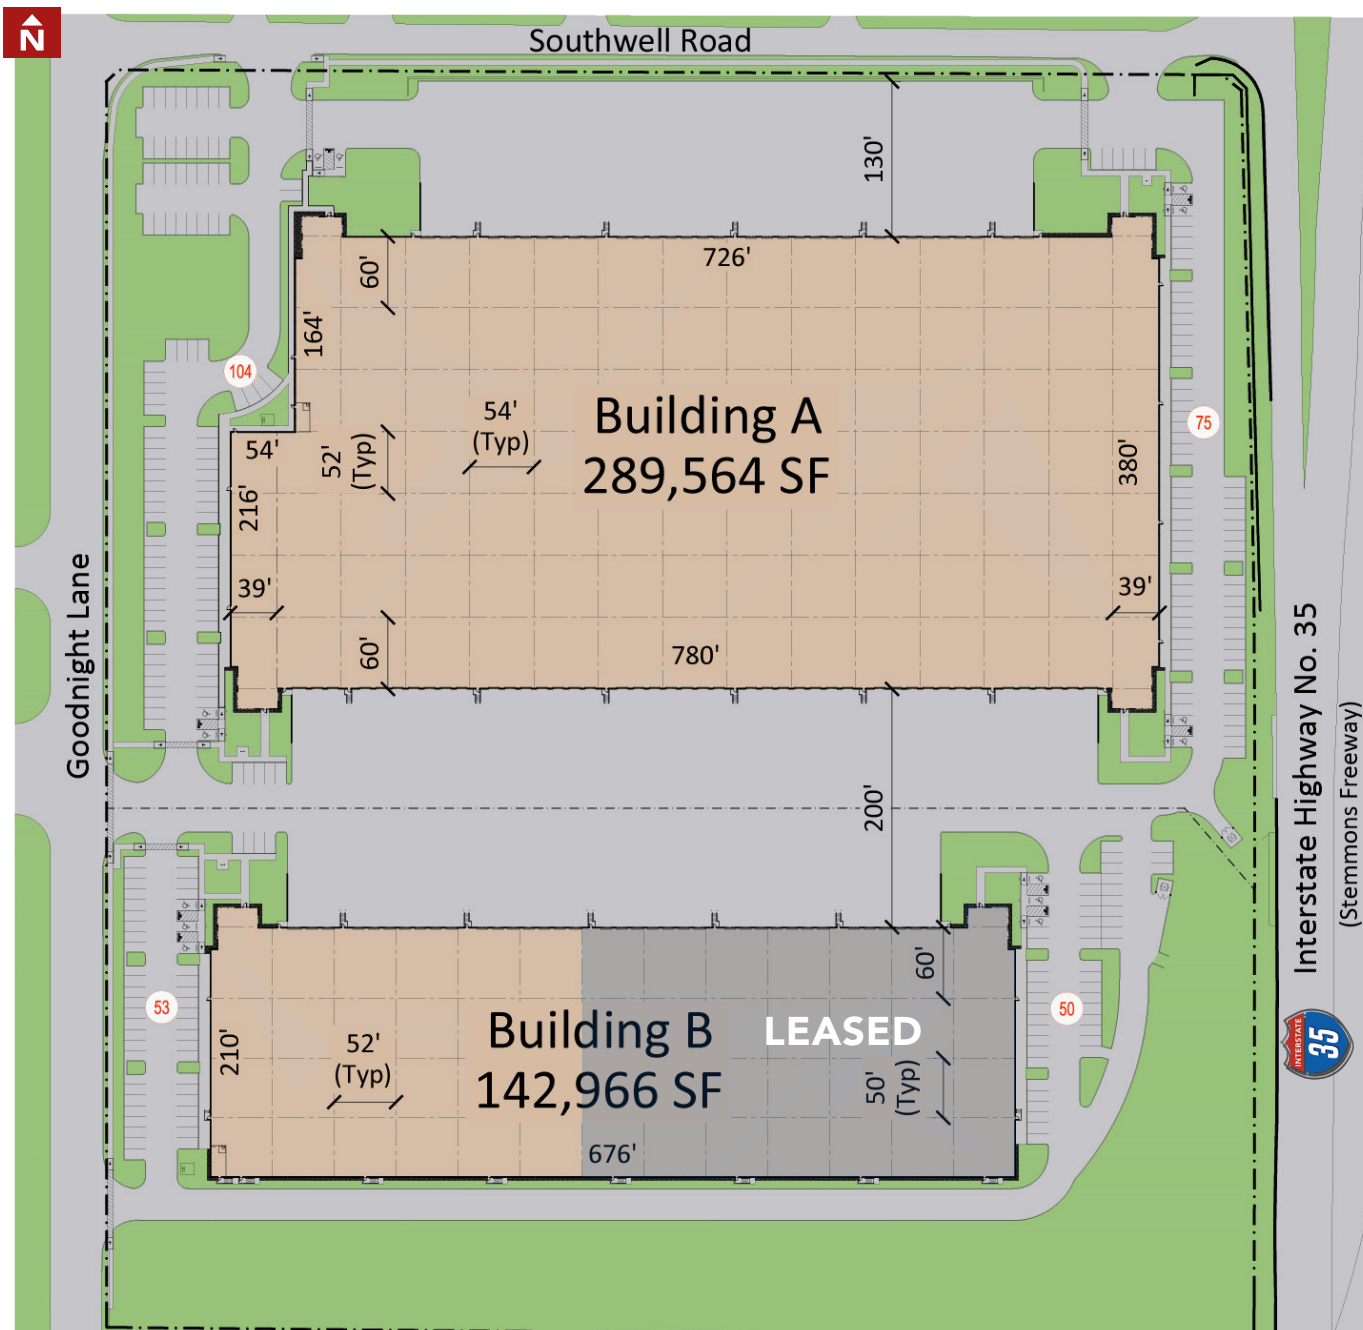 N
Southwell Road
130'
726'
60'
164'
104
54'
(Typ)
Building A
289,564 SF
75
54'
52'
(Typ)
380'
216'
39'
39'
60'
780'
Goodnight Lane
200'
Interstate Highway No. 35
(Stemmons Freeway)
60'
53
50
Building B
142,966 SF
LEASED
210'
52'
(Typ)
50'
(Typ)
676'
INTERSTATE
35